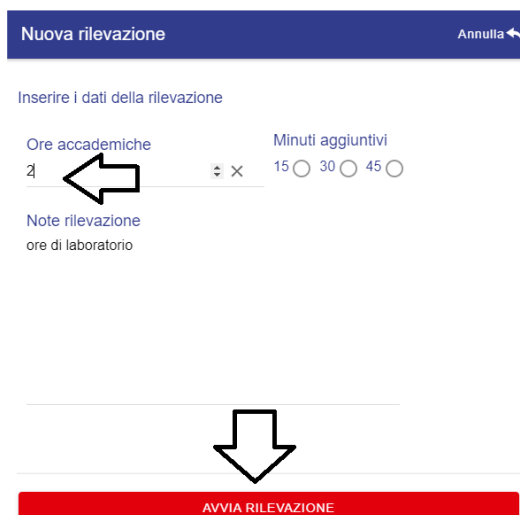 Nuova rilevazione
Annulla
Inserire i dati della rilevazione
Ore accademiche
Minuti aggiuntivi
2
15 30 45
Note rilevazione
ore di laboratorio
AVVIA RILEVAZIONE